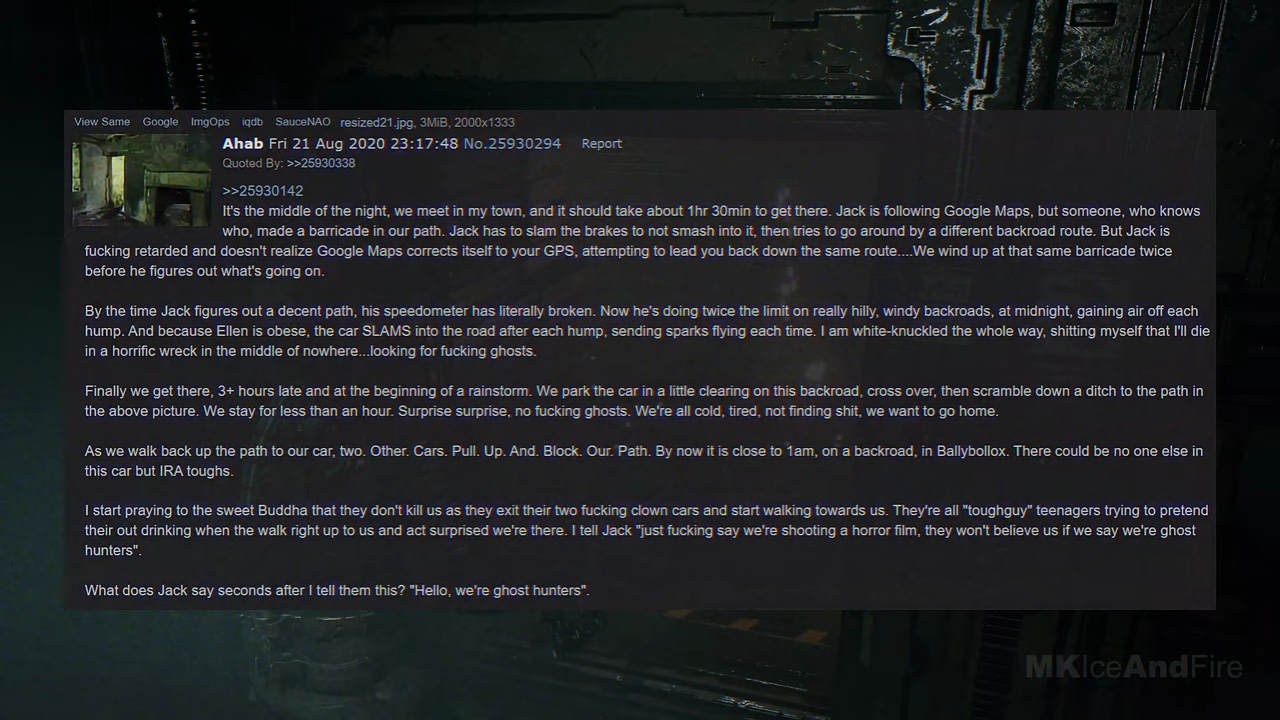 View Same Google ImgOps iqdb SauceNAO resized21.jpg, 3MiB, 2000x1333
Ahab Fri 21 Aug 2020 23:17:48 No.25930294 Report
Quoted By: >>25930338
>>25930142
It's the middle of the night, we meet in my town, and it should take about 1hr 30min to get there. Jack is following Google Maps, but someone, who knows
who, made a barricade in our path. Jack has to slam the brakes to not smash into it, then tries to go around by a different backroad route. But Jack is
fucking retarded and doesn't realize Google Maps corrects itself to your GPS, attempting to lead you back down the same route....We wind up at that same barricade twice
before he figures out what's going on.
By the time Jack figures out a decent path, his speedometer has literally broken. Now he's doing twice the limit on really hilly, windy backroads, at midnight, gaining air off each
hump. And because Ellen is obese, the car SLAMS into the road after each hump, sending sparks flying each time. I am white-knuckled the whole way, shitting myself that I'll die
in a horrific wreck in the middle of nowhere...looking for fucking ghosts.
Finally we get there, 3+ hours late and at the beginning of a rainstorm. We park the car in a little clearing on this backroad, cross over, then scramble down a ditch to the path in
the above picture. We stay for less than an hour. Surprise surprise, no fucking ghosts. We're all cold, tired, not finding shit, we want to go home.
As we walk back up the path to our car, two. Other. Cars. Pull. Up. And. Block. Our. Path. By now it is close to 1am, on a backroad, in Ballybollox. There could be no one else in
this car but IRA toughs.
I start praying to the sweet Buddha that they don't kill us as they exit their two fucking clown cars and start walking towards us. They're all "toughguy" teenagers trying to pretend
their out drinking when the walk right up to us and act surprised we're there. I tell Jack "just fucking say we're shooting a horror film, they won't believe us if we say we're ghost
hunters".
What does Jack say seconds after I tell them this? "Hello, we're ghost hunters".
MKIceAndFire